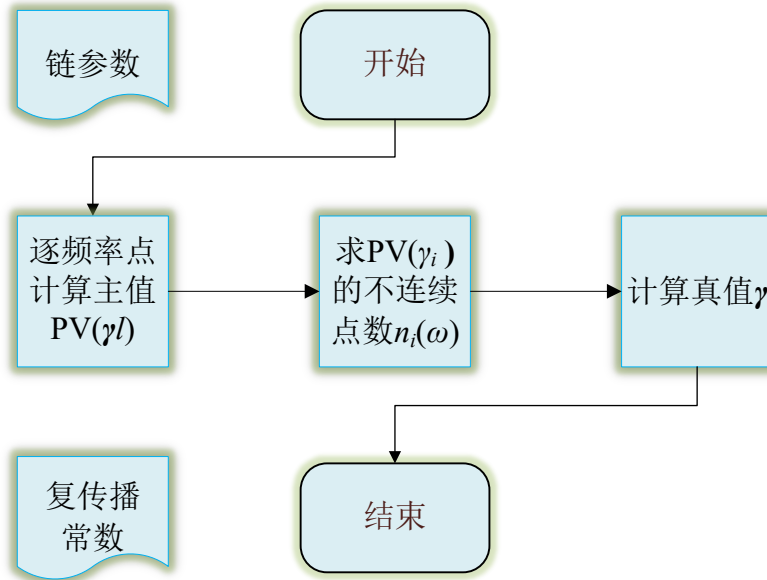 链参数
开始
逐频率点
计算主值
PV(γl)
求PV(γᵢ)
的不连续
点数nᵢ(ω)
计算真值γ
复传播
常数
结束